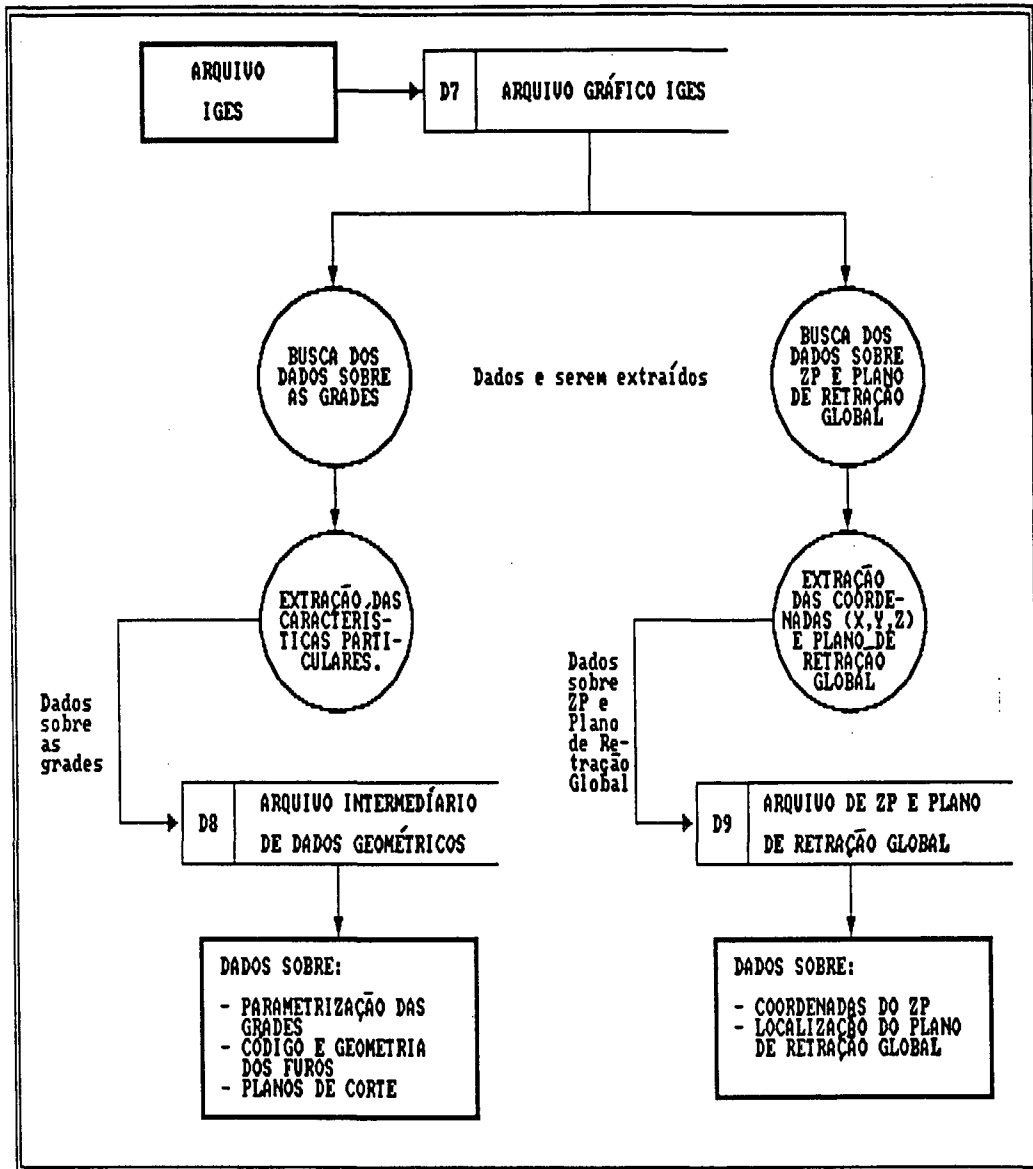 ARQUIVO
IGES
D7
ARQUIVO GRÁFICO IGES
BUSCA DOS
DADOS SOBRE
AS GRADES
Dados e serem extraídos
BUSCA DOS
DADOS SOBRE
ZP E PLANO
DE RETRAÇÃO
GLOBAL
EXTRAÇÃO DAS
CARACTERÍS-
TICAS PARTI-
CULARES.
EXTRAÇÃO
DAS COORDE-
NADAS (X,Y,Z)
E PLANO DE
RETRAÇÃO
GLOBAL
Dados
sobre
as
grades
Dados
sobre
ZP e
Plano
de Re-
tração
Global
D8
ARQUIVO INTERMEDÍARIO
DE DADOS GEOMÉTRICOS
D9
ARQUIVO DE ZP E PLANO
DE RETRAÇÃO GLOBAL
DADOS SOBRE:
- PARAMETRIZAÇÃO DAS
GRADES
- CÓDIGO E GEOMETRIA
DOS FUROS
- PLANOS DE CORTE
DADOS SOBRE:
- COORDENADAS DO ZP
- LOCALIZAÇÃO DO PLANO
DE RETRAÇÃO GLOBAL